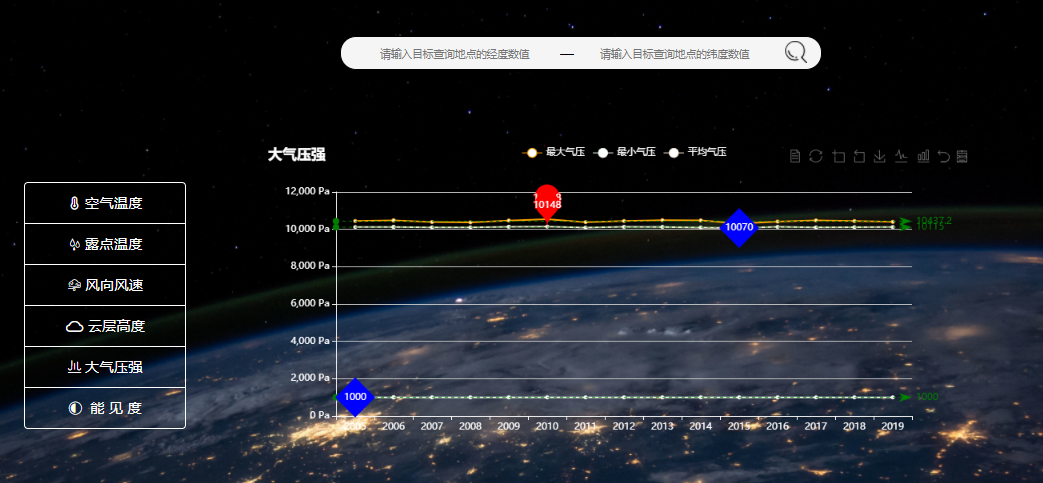 请输入目标查询地点的经度数值 — 请输入目标查询地点的纬度数值
大气压强
最大气压 最小气压 平均气压
空气温度
露点温度
风向风速
云层高度
大气压强
能 见 度
12,000 Pa
10,000 Pa
8,000 Pa
6,000 Pa
4,000 Pa
2,000 Pa
0 Pa
10148
10070
1000
10437.2
10115
1000
2005 2006 2007 2008 2009 2010 2011 2012 2013 2014 2015 2016 2017 2018 2019